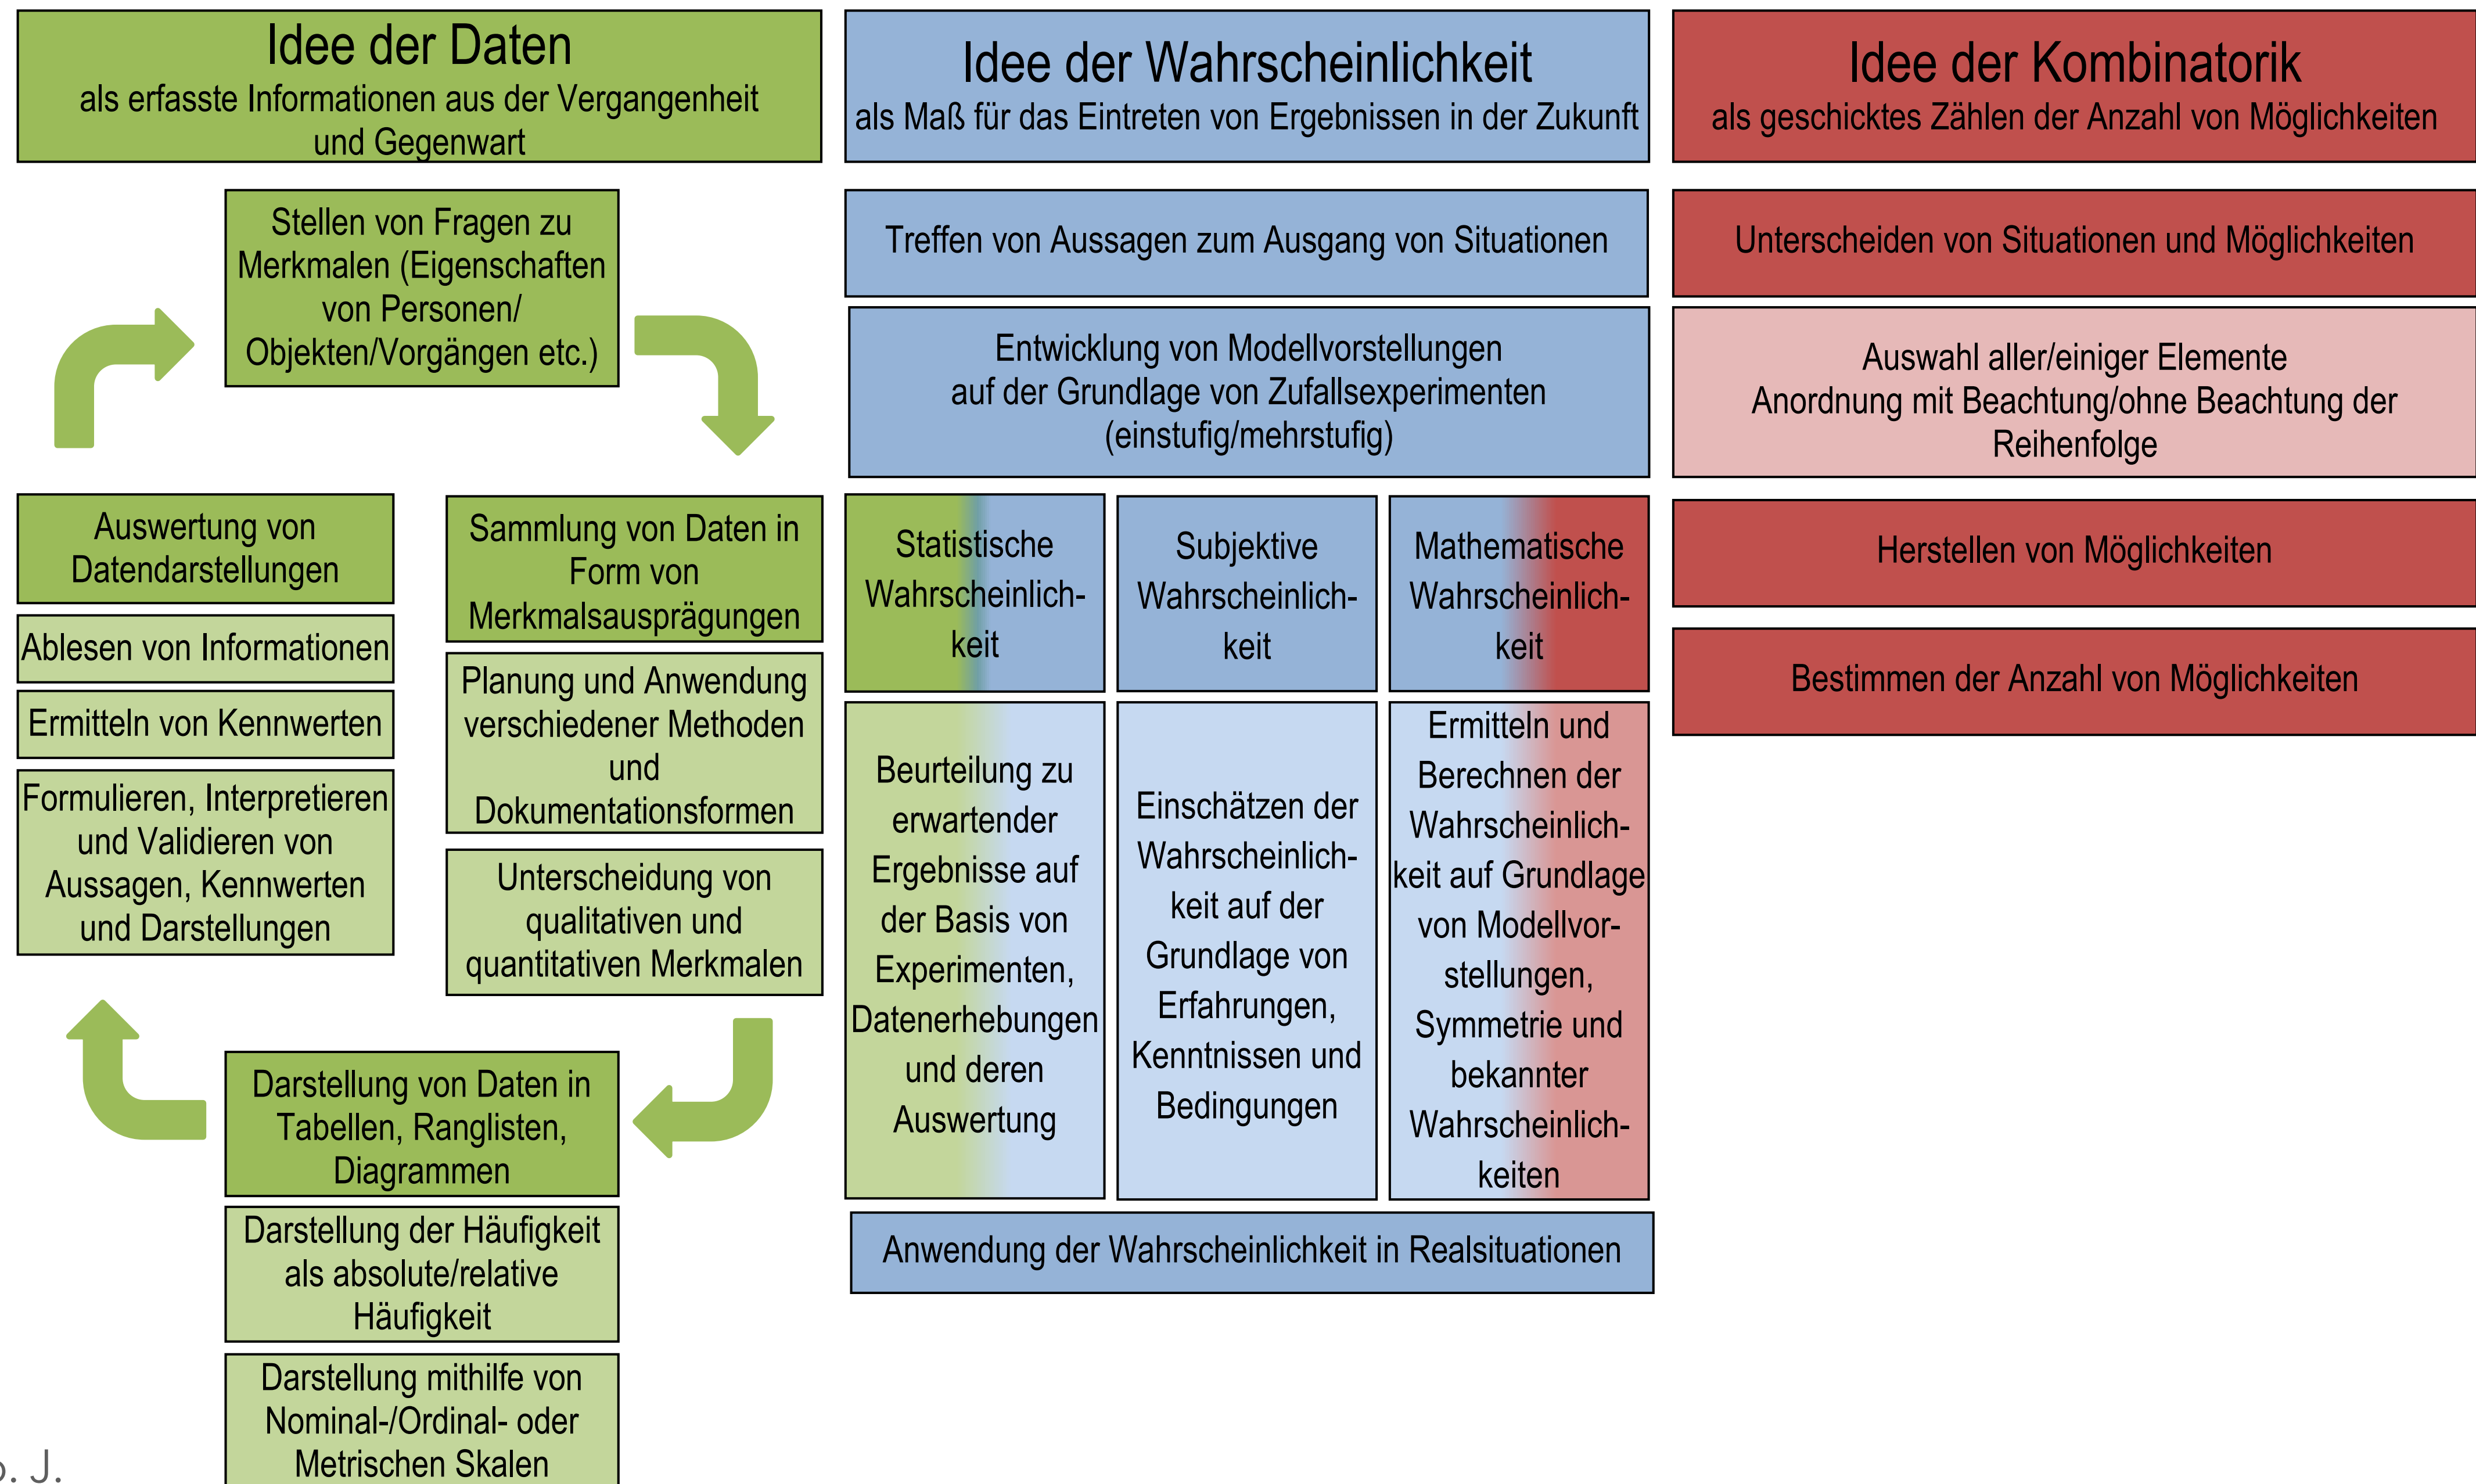 Idee der Daten
als erfasste Informationen aus der Vergangenheit
und Gegenwart
Stellen von Fragen zu
Merkmalen (Eigenschaften
von Personen/
Objekten/Vorgängen etc.)
Auswertung von
Datendarstellungen
Ablesen von Informationen
Ermitteln von Kennwerten
Formulieren, Interpretieren
und Validieren von
Aussagen, Kennwerten
und Darstellungen
Sammlung von Daten in
Form von
Merkmalsausprägungen
Planung und Anwendung
verschiedener Methoden
und
Dokumentationsformen
Unterscheidung von
qualitativen und
quantitativen Merkmalen
Darstellung von Daten in
Tabellen, Ranglisten,
Diagrammen
Darstellung der Häufigkeit
als absolute/relative
Häufigkeit
Darstellung mithilfe von
Nominal-/Ordinal- oder
Metrischen Skalen
Idee der Wahrscheinlichkeit
als Maß für das Eintreten von Ergebnissen in der Zukunft
Treffen von Aussagen zum Ausgang von Situationen
Entwicklung von Modellvorstellungen
auf der Grundlage von Zufallsexperimenten
(einstufig/mehrstufig)
Statistische
Wahrscheinlich-
keit
Beurteilung zu
erwartender
Ergebnisse auf
der Basis von
Experimenten,
Datenerhebungen
und deren
Auswertung
Subjektive
Wahrscheinlich-
keit
Einschätzen der
Wahrscheinlich-
keit auf der
Grundlage von
Erfahrungen,
Kenntnissen und
Bedingungen
Mathematische
Wahrscheinlich-
keit
Ermitteln und
Berechnen der
Wahrscheinlich-
keit auf Grundlage
von Modellvor-
stellungen,
Symmetrie und
bekannter
Wahrscheinlich-
keiten
Anwendung der Wahrscheinlichkeit in Realsituationen
Idee der Kombinatorik
als geschicktes Zählen der Anzahl von Möglichkeiten
Unterscheiden von Situationen und Möglichkeiten
Auswahl aller/einiger Elemente
Anordnung mit Beachtung/ohne Beachtung der
Reihenfolge
Herstellen von Möglichkeiten
Bestimmen der Anzahl von Möglichkeiten
J.